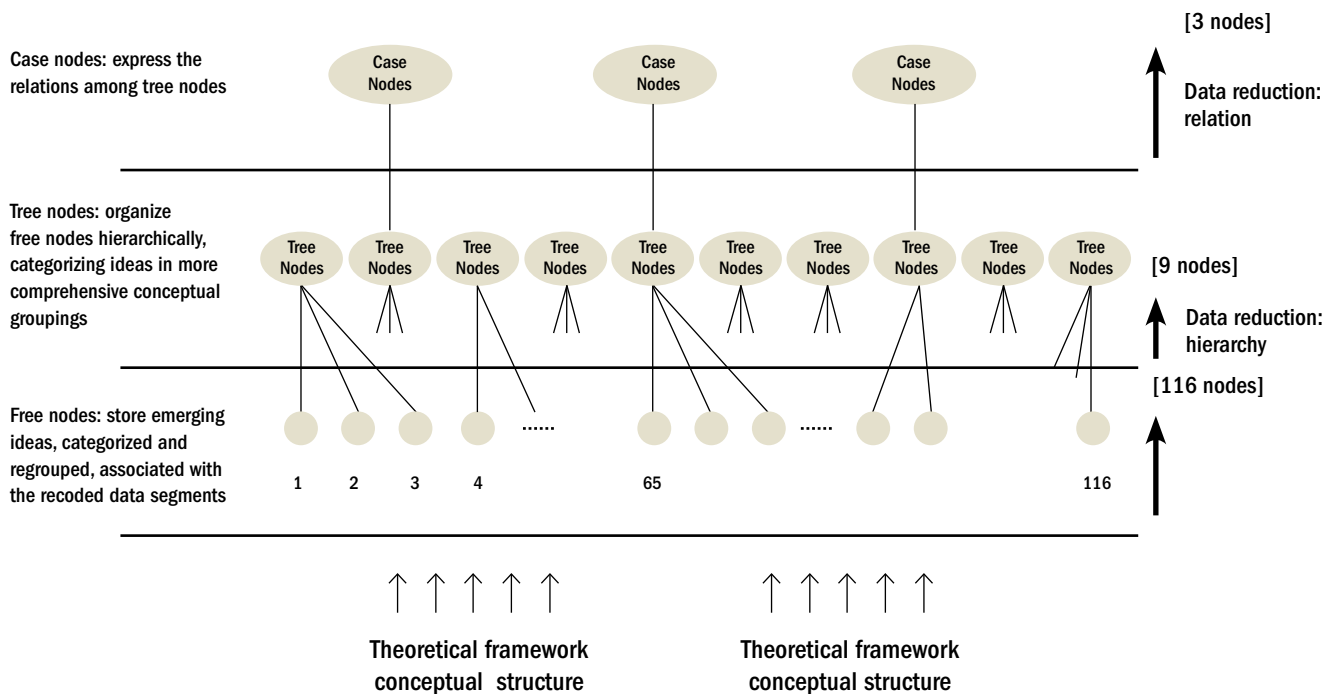 [3 nodes]
Case nodes: express the
relations among tree nodes
Case
Nodes
Case
Nodes
Case
Nodes
Data reduction:
relation
Tree nodes: organize
free nodes hierarchically,
categorizing ideas in more
comprehensive conceptual
groupings
Tree
Nodes
Tree
Nodes
Tree
Nodes
Tree
Nodes
Tree
Nodes
Tree
Nodes
Tree
Nodes
Tree
Nodes
Tree
Nodes
Tree
Nodes
[9 nodes]
Data reduction:
hierarchy
[116 nodes]
Free nodes: store emerging
ideas, categorized and
regrouped, associated with
the recoded data segments
...... ......
1 2 3 4 65 116
Theoretical framework
conceptual structure
Theoretical framework
conceptual structure